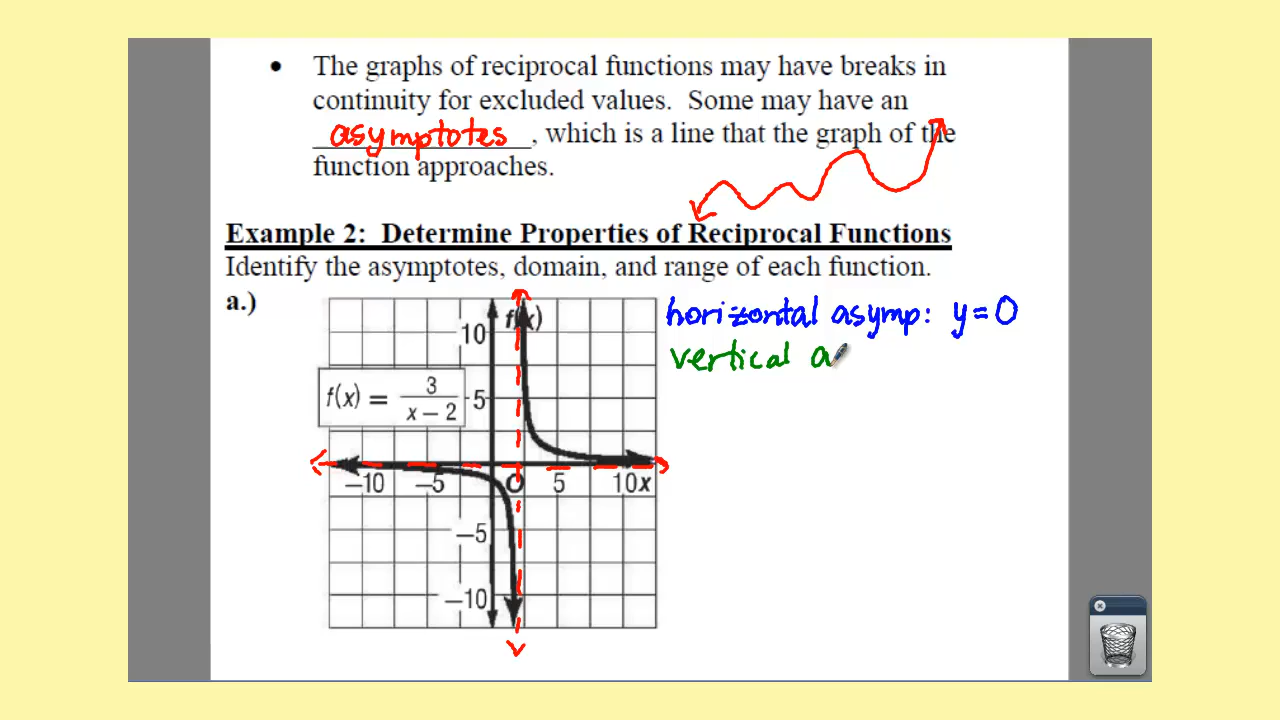 • The graphs of reciprocal functions may have breaks in
continuity for excluded values. Some may have an
asymptotes, which is a line that the graph of the
function approaches.
Example 2: Determine Properties of Reciprocal Functions
Identify the asymptotes, domain, and range of each function.
a.)
horizontal asymp: y = 0
vertical a
f(x)
10
f(x) = 3 / x – 2
5
–10 –5 O 5 10x
–5
–10